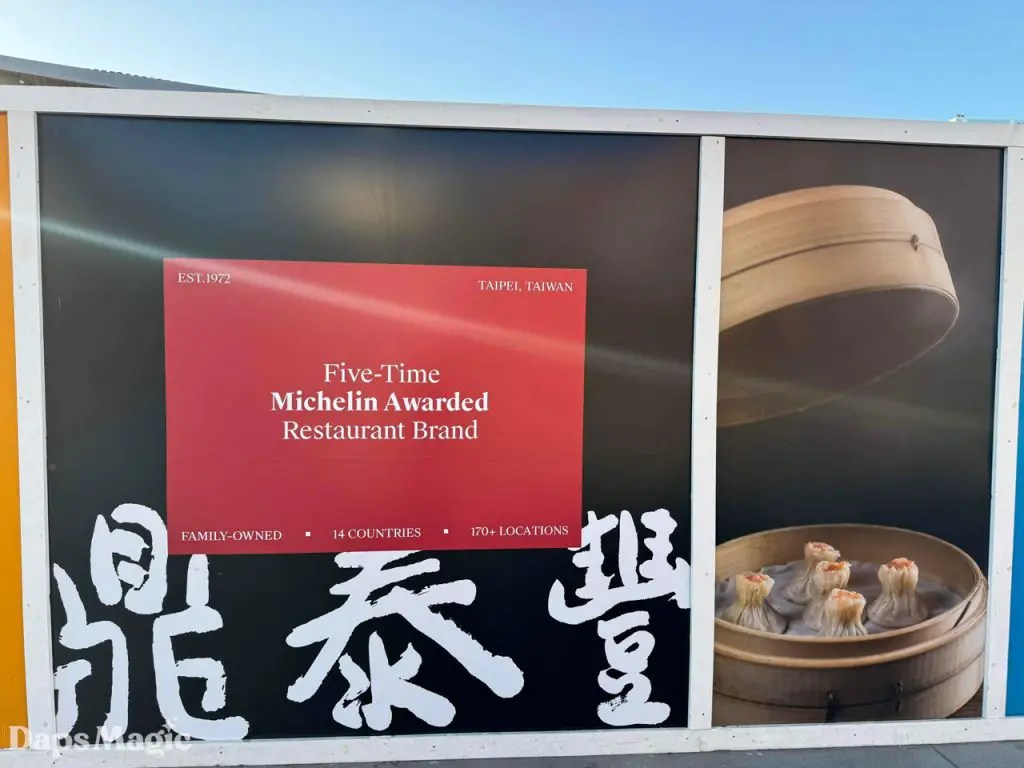 EST.1972
TAIPEI, TAIWAN
Five-Time
Michelin Awarded
Restaurant Brand
FAMILY-OWNED ▪ 14 COUNTRIES ▪ 170+ LOCATIONS
鼎泰豐
DapsMagic